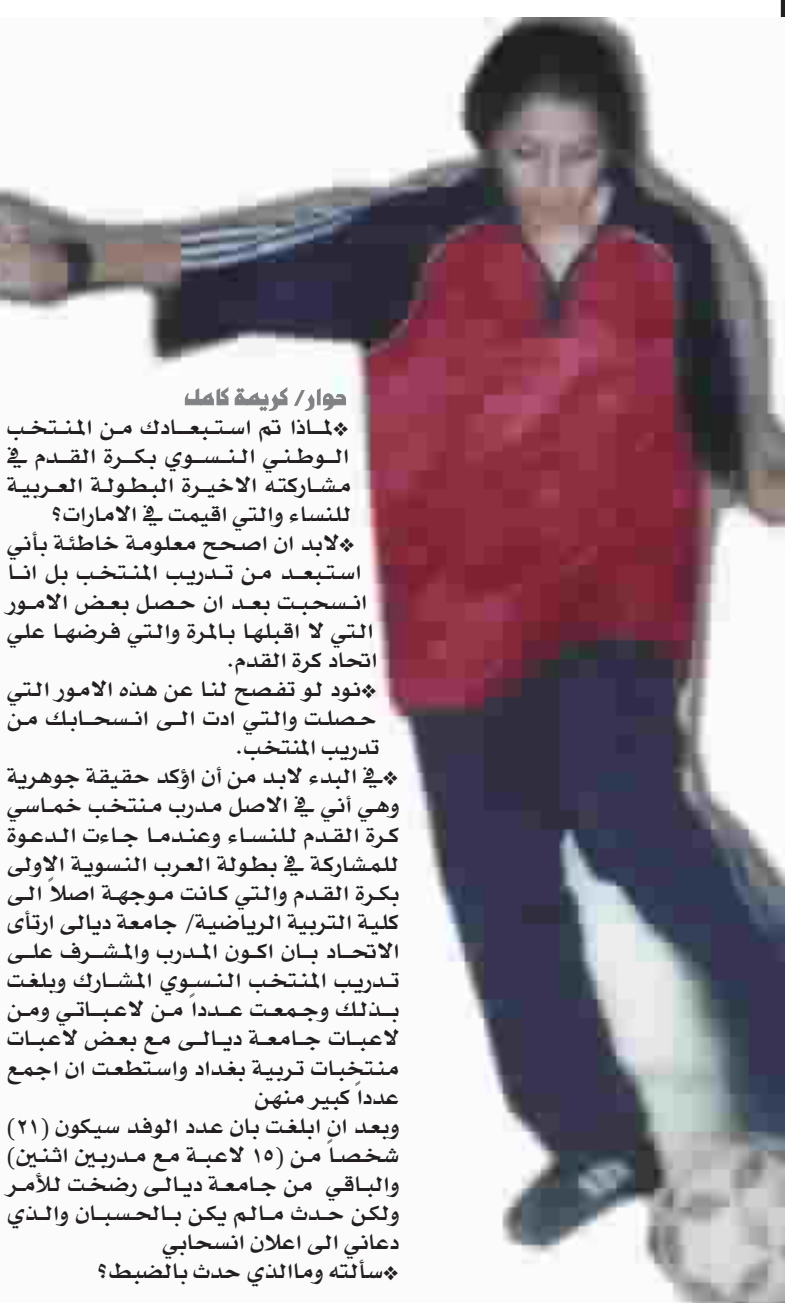 حوار/ كريمة كامل
❖لماذا تم استبعادك من المنتخب
الوطني النسوي بكرة القدم في
مشاركته الاخيرة البطولة العربية
للنساء والتي اقيمت في الامارات؟
❖لابد ان اصحح معلومة خاطئة بأني
استبعد من تدريب المنتخب بل انا
انسحبت بعد ان حصل بعض الامور
التي لا اقبلها بالمرة والتي فرضها علي
اتحاد كرة القدم.
❖نود لو تفصح لنا عن هذه الامور التي
حصلت والتي ادت الى انسحابك من
تدريب المنتخب.
❖في البدء لابد من أن اؤكد حقيقة جوهرية
وهي أني في الاصل مدرب منتخب خماسي
كرة القدم للنساء وعندما جاءت الدعوة
للمشاركة في بطولة العرب النسوية الاولى
بكرة القدم والتي كانت موجهة اصلاً الى
كلية التربية الرياضية/ جامعة ديالى ارتأى
الاتحاد بان اكون المدرب والمشرف على
تدريب المنتخب النسوي المشارك وبلغت
بذلك وجمعت عدداً من لاعباتي ومن
لاعبات جامعة ديالى مع بعض لاعبات
منتخبات تربية بغداد واستطعت ان اجمع
عدداً كبير منهن
وبعد ان ابلغت بان عدد الوفد سيكون (٢١)
شخصاً من (١٥ لاعبة مع مدربين اثنين)
والباقي من جامعة ديالى رضخت للأمر
ولكن حدث مالم يكن بالحسبان والذي
دعاني الى اعلان انسحابي
❖سألته وماالذي حدث بالضبط؟